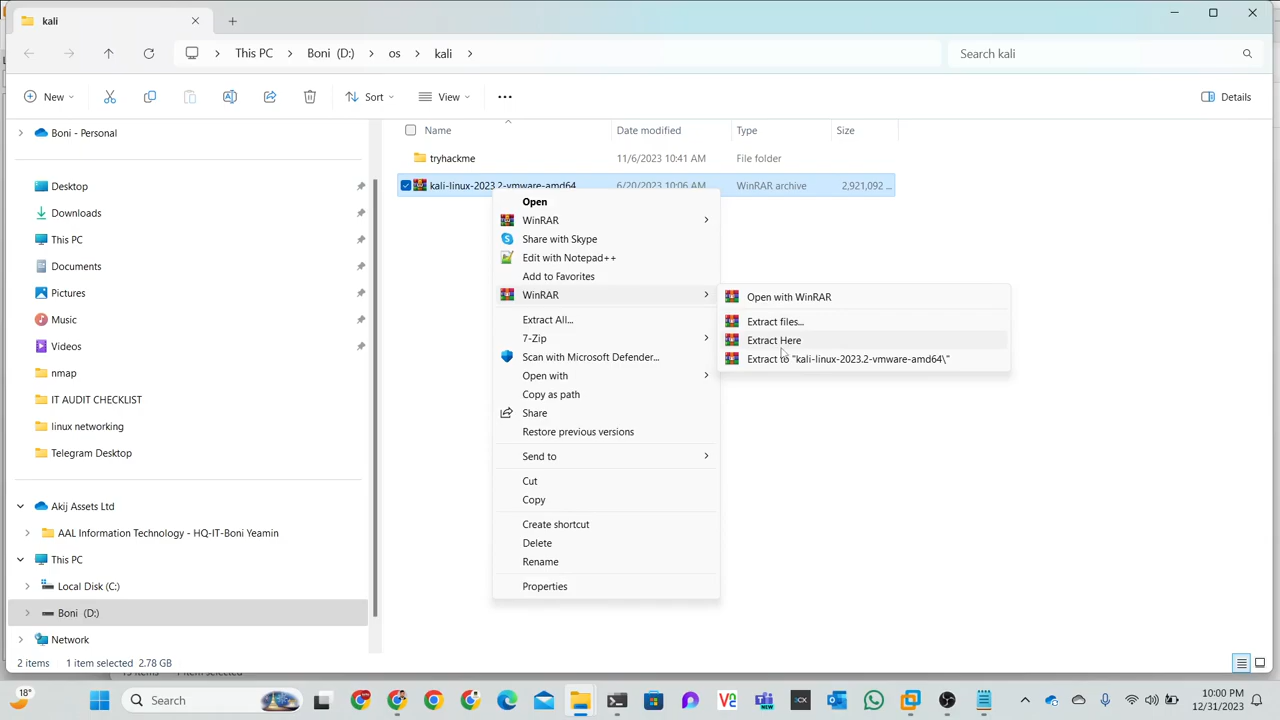 kali
This PC
Boni (D:)
os
kali
Search kali
New
Sort
View
Details
Boni - Personal
Desktop
Downloads
This PC
Documents
Pictures
Music
Videos
nmap
IT AUDIT CHECKLIST
linux networking
Telegram Desktop
Akij Assets Ltd
AAL Information Technology - HQ-IT-Boni Yeamin
This PC
Local Disk (C:)
Boni (D:)
Network
Name
Date modified
Type
Size
tryhackme
11/6/2023 10:41 AM
File folder
kali-linux-2023.2-vmware-amd64
6/20/2023 10:06 AM
WinRAR archive
2,921,092 ...
Open
WinRAR
Share with Skype
Edit with Notepad++
Add to Favorites
WinRAR
Extract All...
7-Zip
Scan with Microsoft Defender...
Open with
Copy as path
Share
Restore previous versions
Send to
Cut
Copy
Create shortcut
Delete
Rename
Properties
Open with WinRAR
Extract files...
Extract Here
Extract to "kali-linux-2023.2-vmware-amd64\"
2 items
1 item selected 2.78 GB
18°
Search
10:00 PM
12/31/2023